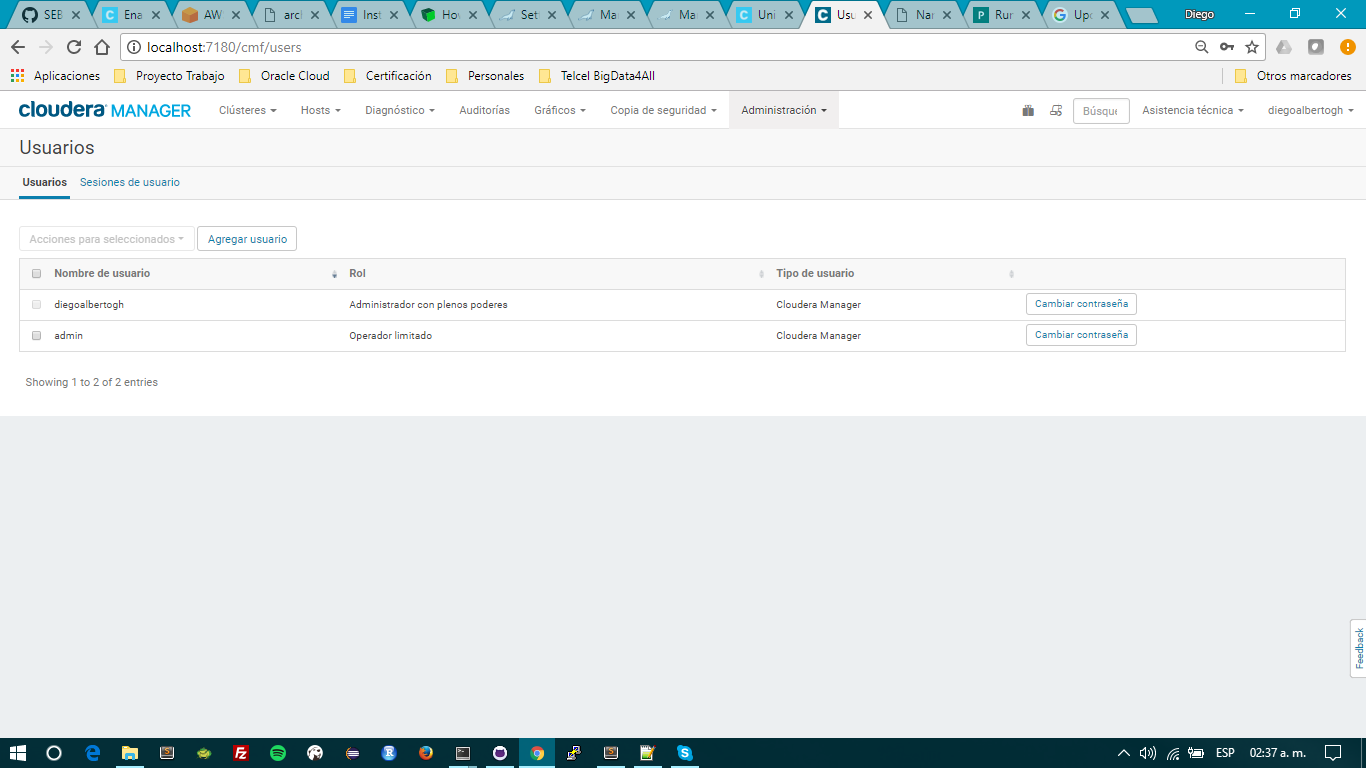 SEB Ena AW arcl Inst Hov Set Ma Ma Uni Usu Nar Rur Upd Diego
localhost:7180/cmf/users
Aplicaciones Proyecto Trabajo Oracle Cloud Certificación Personales Telcel BigData4All Otros marcadores
cloudera MANAGER Clústeres Hosts Diagnóstico Auditorías Gráficos Copia de seguridad Administración Búsque Asistencia técnica diegoalbertogh
Usuarios
Usuarios Sesiones de usuario
Acciones para seleccionados Agregar usuario
Nombre de usuario Rol Tipo de usuario
diegoalbertogh Administrador con plenos poderes Cloudera Manager Cambiar contraseña
admin Operador limitado Cloudera Manager Cambiar contraseña
Showing 1 to 2 of 2 entries
Feedback
ESP 02:37 a. m.